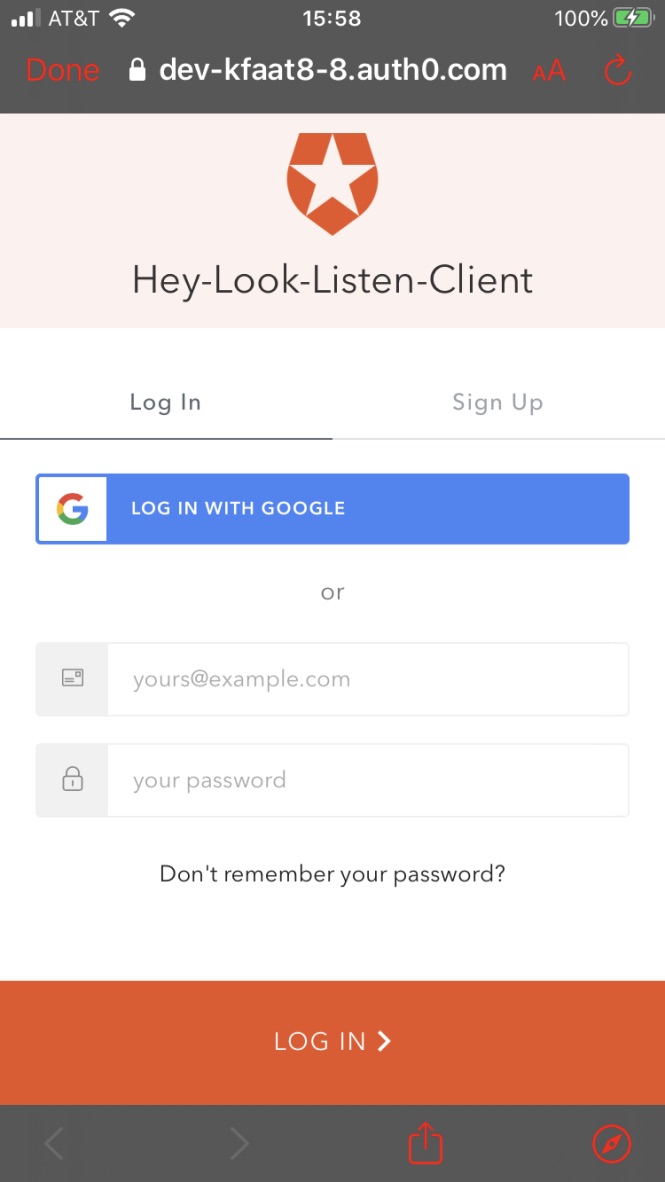 AT&T 15:58 100%
Done dev-kfaat8-8.auth0.com AA
Hey-Look-Listen-Client
Log In Sign Up
G LOG IN WITH GOOGLE
or
yours@example.com
your password
Don't remember your password?
LOG IN